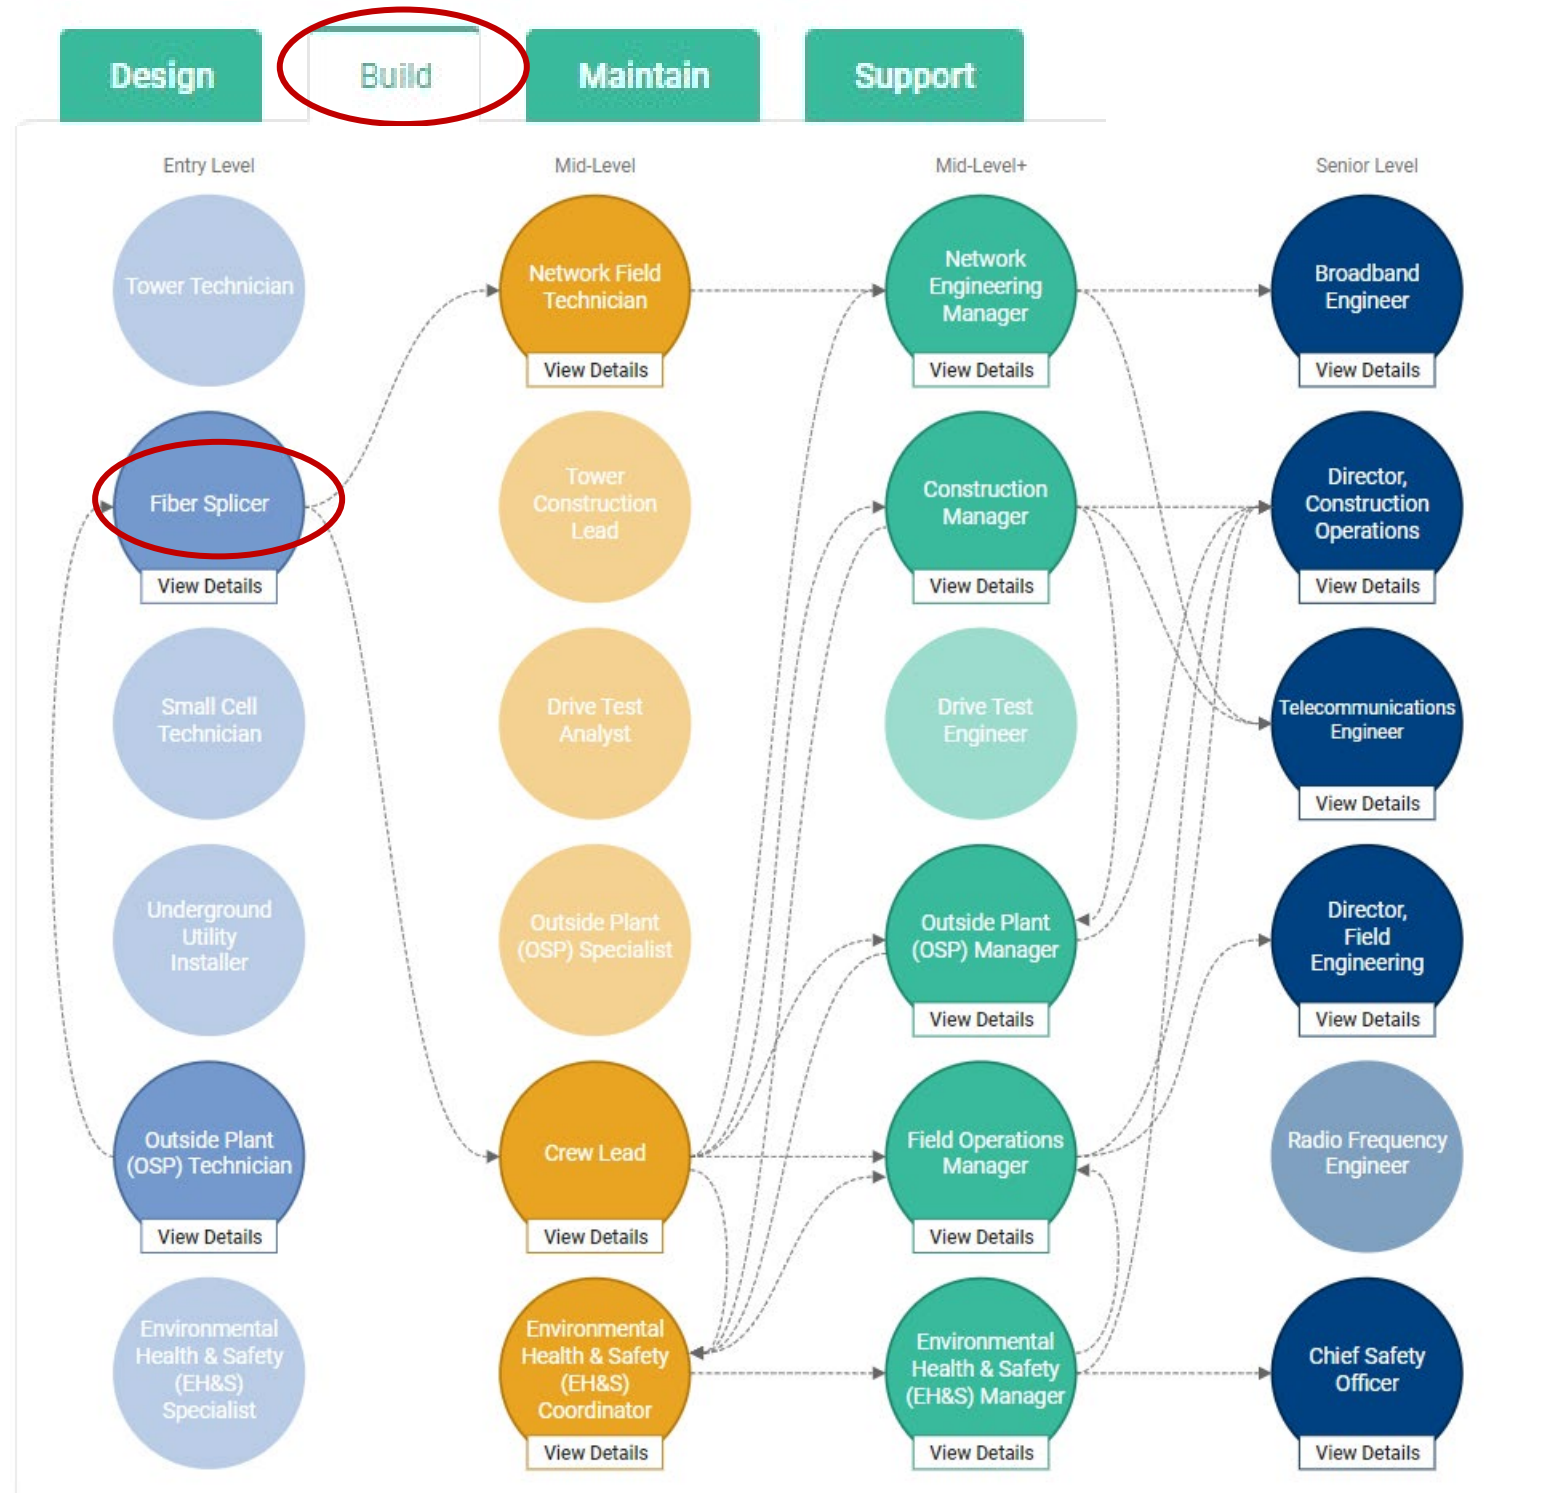 Design
Build
Maintain
Support
Entry Level
Mid-Level
Mid-Level+
Senior Level
Tower Technician
Network Field
Technician
View Details
Network
Engineering
Manager
View Details
Broadband
Engineer
View Details
Fiber Splicer
View Details
Tower
Construction
Lead
Construction
Manager
View Details
Director,
Construction
Operations
View Details
Small Cell
Technician
Drive Test
Analyst
Drive Test
Engineer
Telecommunications
Engineer
View Details
Underground
Utility
Installer
Outside Plant
(OSP) Specialist
Outside Plant
(OSP) Manager
View Details
Director,
Field
Engineering
View Details
Outside Plant
(OSP) Technician
View Details
Crew Lead
View Details
Field Operations
Manager
View Details
Radio Frequency
Engineer
Environmental
Health & Safety
(EH&S)
Specialist
Environmental
Health & Safety
(EH&S)
Coordinator
View Details
Environmental
Health & Safety
(EH&S) Manager
View Details
Chief Safety
Officer
View Details